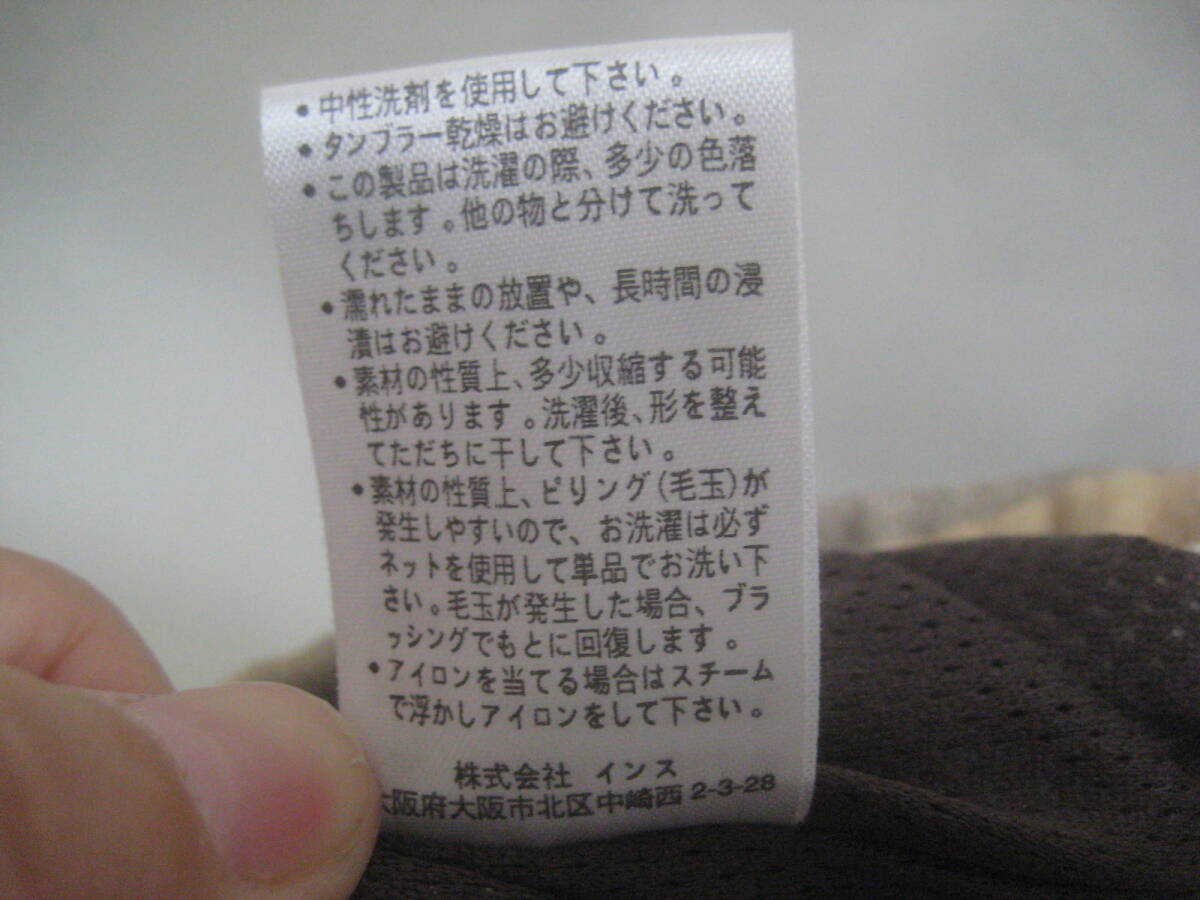 • 中性洗剤を使用して下さい。
• タンブラー乾燥はお避けください。
• この製品は洗濯の際、多少の色落
ちします。他の物と分けて洗って
ください。
• 濡れたままの放置や、長時間の浸
漬はお避けください。
• 素材の性質上、多少収縮する可能
性があります。洗濯後、形を整え
てただちに干して下さい。
• 素材の性質上、ピリング(毛玉)が
発生しやすいので、お洗濯は必ず
ネットを使用して単品でお洗い下
さい。毛玉が発生した場合、ブラ
ッシングでもとに回復します。
• アイロンを当てる場合はスチーム
で浮かしアイロンをして下さい。
株式会社 インス
大阪府大阪市北区中崎西 2-3-28